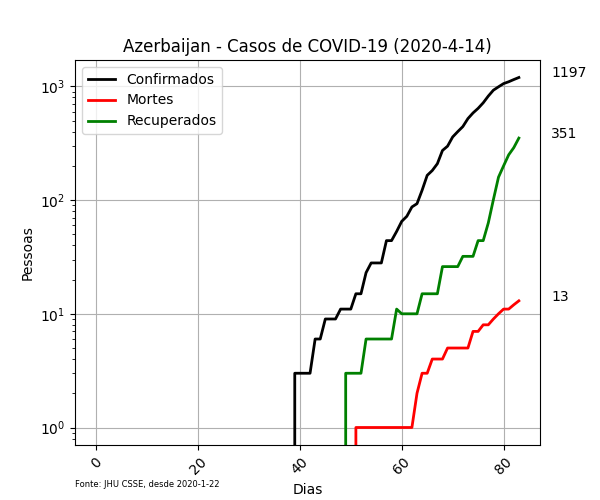 Azerbaijan - Casos de COVID-19 (2020-4-14)
Confirmados
Mortes
Recuperados
1197
351
13
10³
10²
10¹
10⁰
Pessoas
0
20
40
60
80
Dias
Fonte: JHU CSSE, desde 2020-1-22